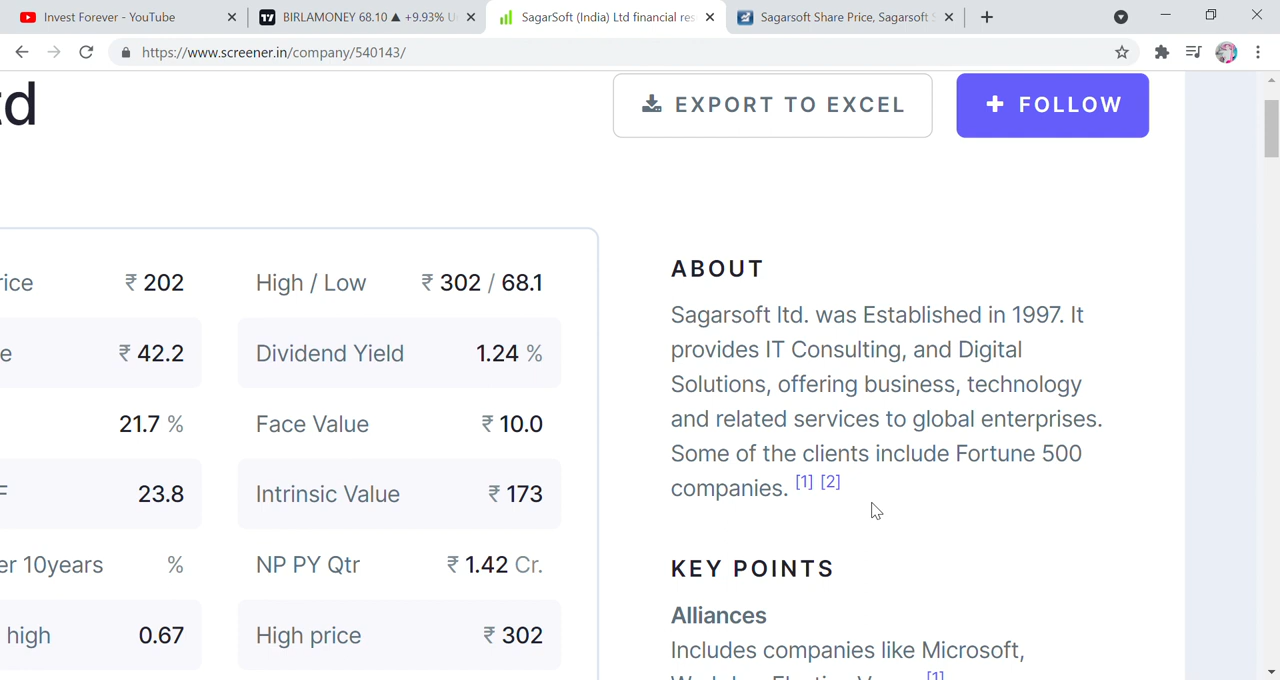 Invest Forever - YouTube
BIRLAMONEY 68.10 ▲ +9.93% U
SagarSoft (India) Ltd financial res
Sagarsoft Share Price, Sagarsoft S
https://www.screener.in/company/540143/
td
EXPORT TO EXCEL
+ FOLLOW
rice ₹ 202 High / Low ₹ 302 / 68.1
e ₹ 42.2 Dividend Yield 1.24 %
21.7 % Face Value ₹ 10.0
23.8 Intrinsic Value ₹ 173
er 10years % NP PY Qtr ₹ 1.42 Cr.
high 0.67 High price ₹ 302
ABOUT
Sagarsoft ltd. was Established in 1997. It
provides IT Consulting, and Digital
Solutions, offering business, technology
and related services to global enterprises.
Some of the clients include Fortune 500
companies. [1] [2]
KEY POINTS
Alliances
Includes companies like Microsoft,
[1]